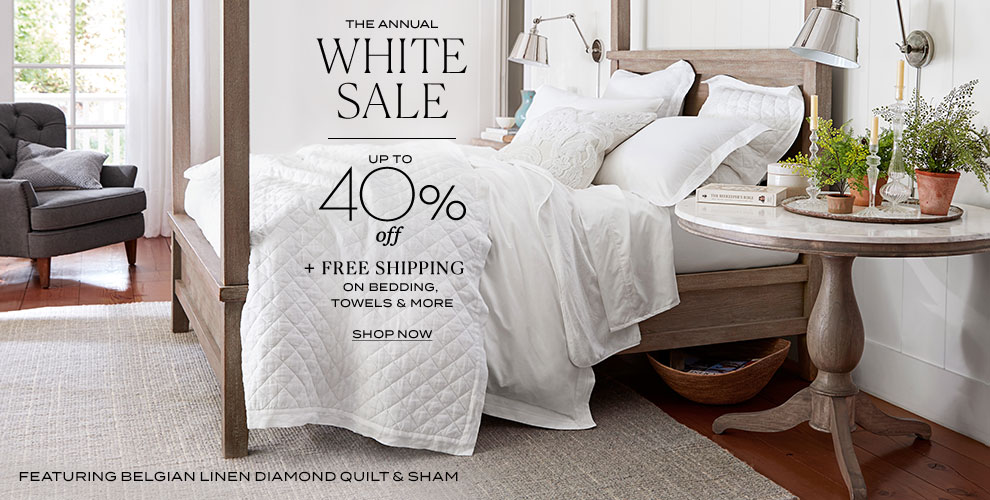 THE ANNUAL
WHITE
SALE
UP TO
40%
off
+ FREE SHIPPING
ON BEDDING,
TOWELS & MORE
SHOP NOW
FEATURING BELGIAN LINEN DIAMOND QUILT & SHAM